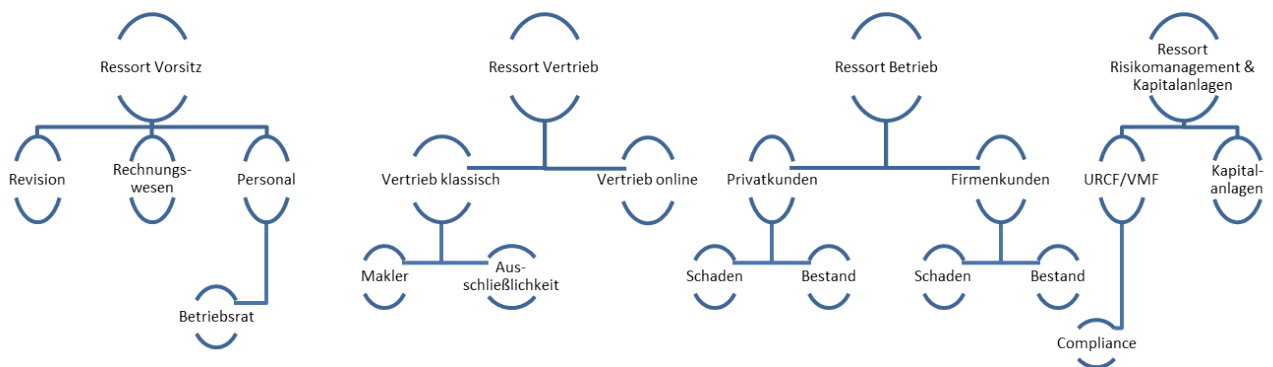 Ressort Vorsitz
Ressort Vertrieb
Ressort Betrieb
Ressort
Risikomanagement &
Kapitalanlagen
Revision
Rechnungs-
wesen
Personal
Vertrieb klassisch
Vertrieb online
Privatkunden
Firmenkunden
URCF/VMF
Kapital-
anlagen
Makler
Aus-
schließlichkeit
Schaden
Bestand
Schaden
Bestand
Betriebsrat
Compliance